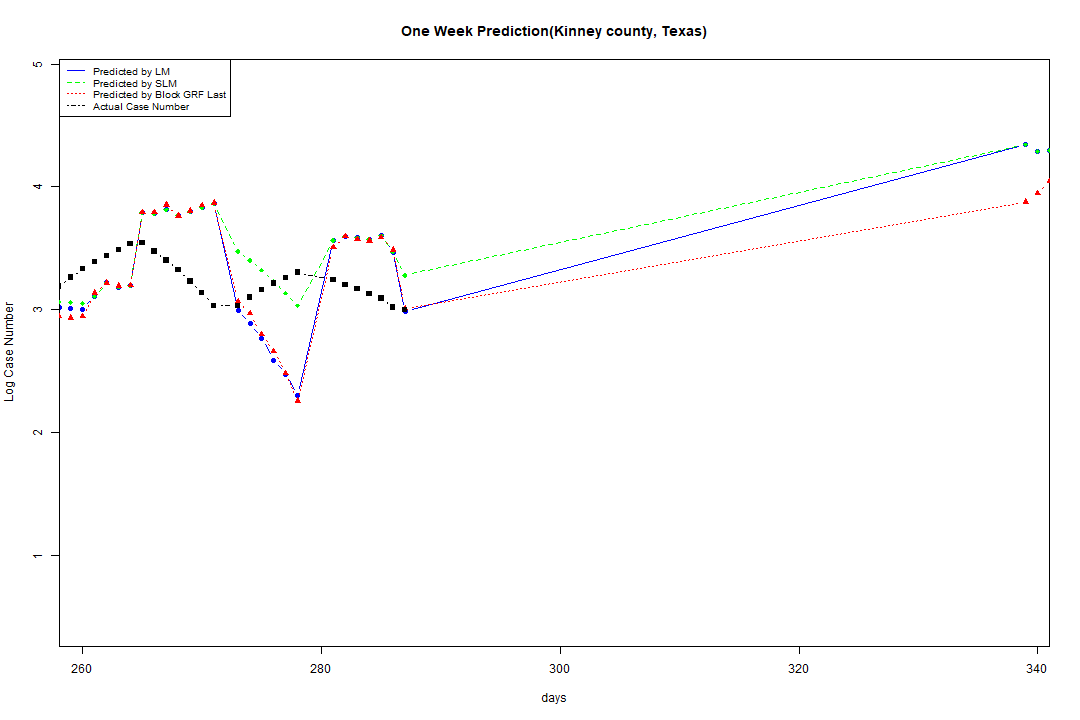 One Week Prediction(Kinney county, Texas)
Predicted by LM
Predicted by SLM
Predicted by Block GRF Last
Actual Case Number
5
4
3
2
1
Log Case Number
260 280 300 320 340
days